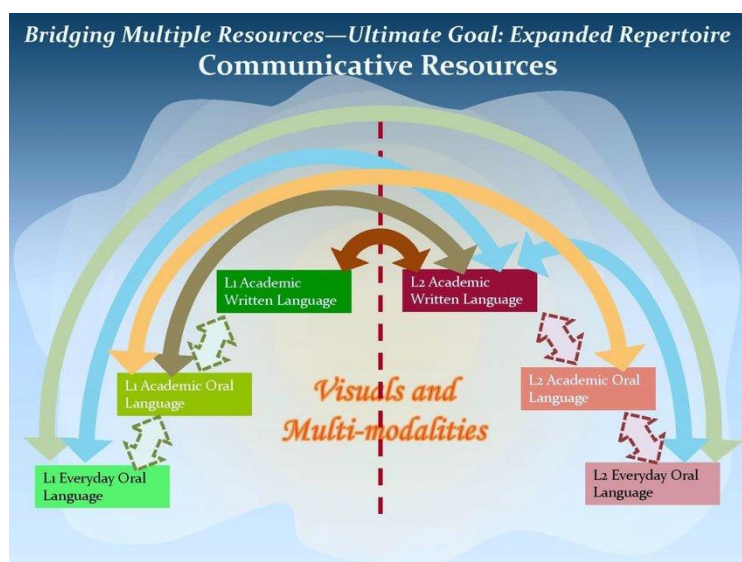 Bridging Multiple Resources—Ultimate Goal: Expanded Repertoire
Communicative Resources
L1 Academic
Written Language
L2 Academic
Written Language
L1 Academic Oral
Language
Visuals and
Multi-modalities
L2 Academic Oral
Language
L1 Everyday Oral
Language
L2 Everyday Oral
Language